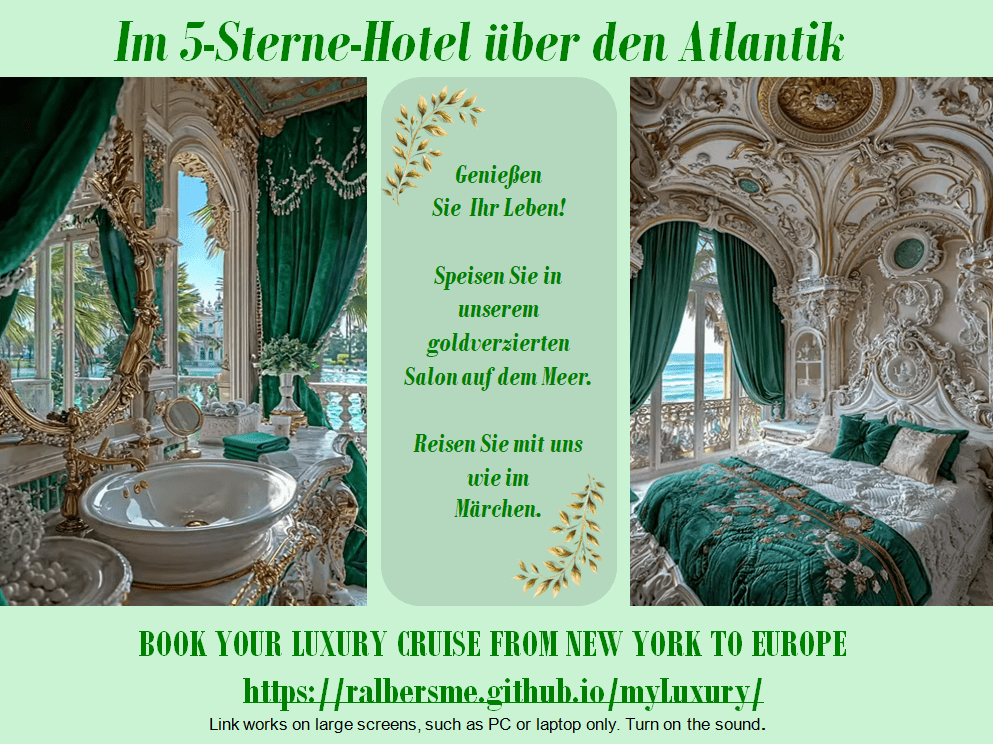 Im 5-Sterne-Hotel über den Atlantik
Genießen
Sie Ihr Leben!
Speisen Sie in
unserem
goldverzierten
Salon auf dem Meer.
Reisen Sie mit uns
wie im
Märchen.
BOOK YOUR LUXURY CRUISE FROM NEW YORK TO EUROPE
https://ralbersme.github.io/myLuxury/
Link works on large screens, such as PC or laptop only. Turn on the sound.